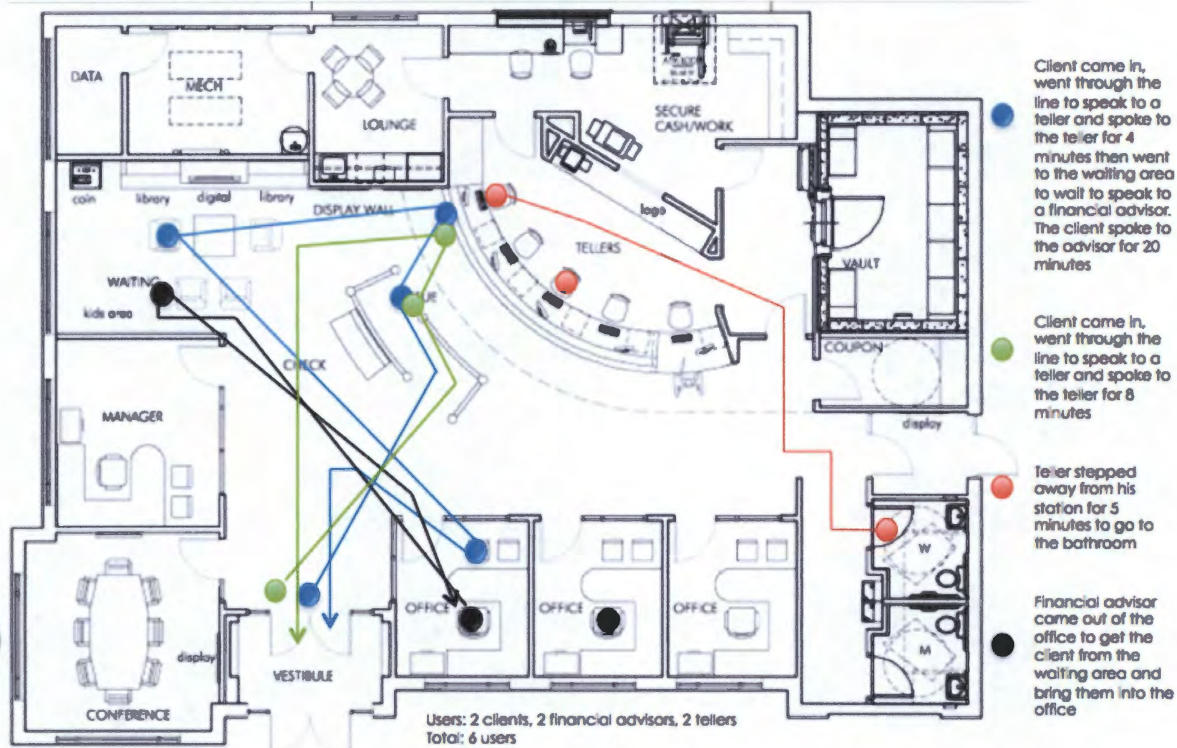 DATA
MECH
LOUNGE
SECURE
CASH/WORK
coin
library
digital
library
DISPLAY WALL
logo
TELLERS
VAULT
WAITING
kids area
CHECK
COUPON
display
MANAGER
OFFICE
OFFICE
OFFICE
W
M
display
VESTIBULE
CONFERENCE
Users: 2 clients, 2 financial advisors, 2 tellers
Total: 6 users
Client came in,
went through the
line to speak to a
teller and spoke to
the teller for 4
minutes then went
to the waiting area
to wait to speak to
a financial advisor.
The client spoke to
the advisor for 20
minutes
Client came in,
went through the
line to speak to a
teller and spoke to
the teller for 8
minutes
Teller stepped
away from his
station for 5
minutes to go to
the bathroom
Financial advisor
came out of the
office to get the
client from the
waiting area and
bring them into the
office